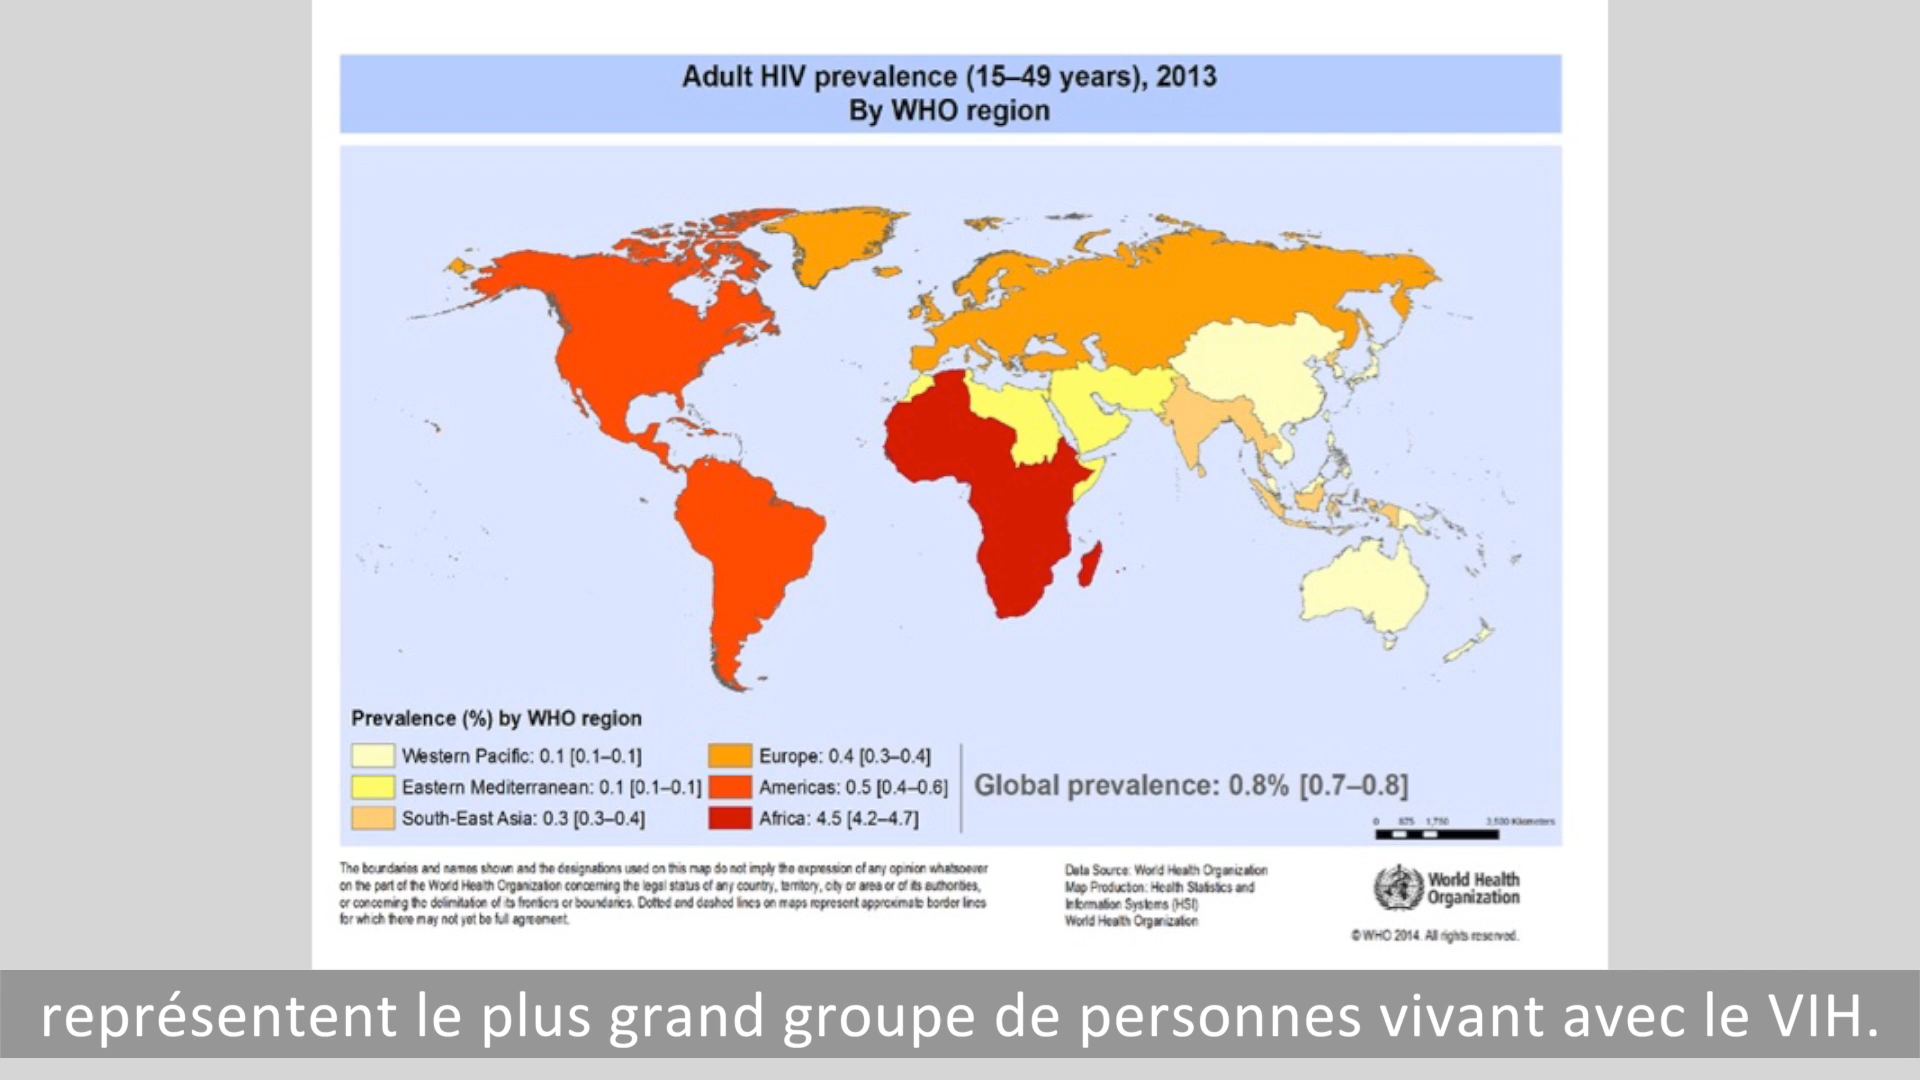 Adult HIV prevalence (15–49 years), 2013
By WHO region
Prevalence (%) by WHO region
Western Pacific: 0.1 [0.1–0.1]
Eastern Mediterranean: 0.1 [0.1–0.1]
South-East Asia: 0.3 [0.3–0.4]
Europe: 0.4 [0.3–0.4]
Americas: 0.5 [0.4–0.6]
Africa: 4.5 [4.2–4.7]
Global prevalence: 0.8% [0.7–0.8]
0 875 1,750 3,500 Kilometers
The boundaries and names shown and the designations used on this map do not imply the expression of any opinion whatsoever
on the part of the World Health Organization concerning the legal status of any country, territory, city or area or of its authorities,
or concerning the delimitation of its frontiers or boundaries. Dotted and dashed lines on maps represent approximate border lines
for which there may not yet be full agreement.
Data Source: World Health Organization
Map Production: Health Statistics and
Information Systems (HSI)
World Health Organization
World Health
Organization
© WHO 2014. All rights reserved.
représentent le plus grand groupe de personnes vivant avec le VIH.